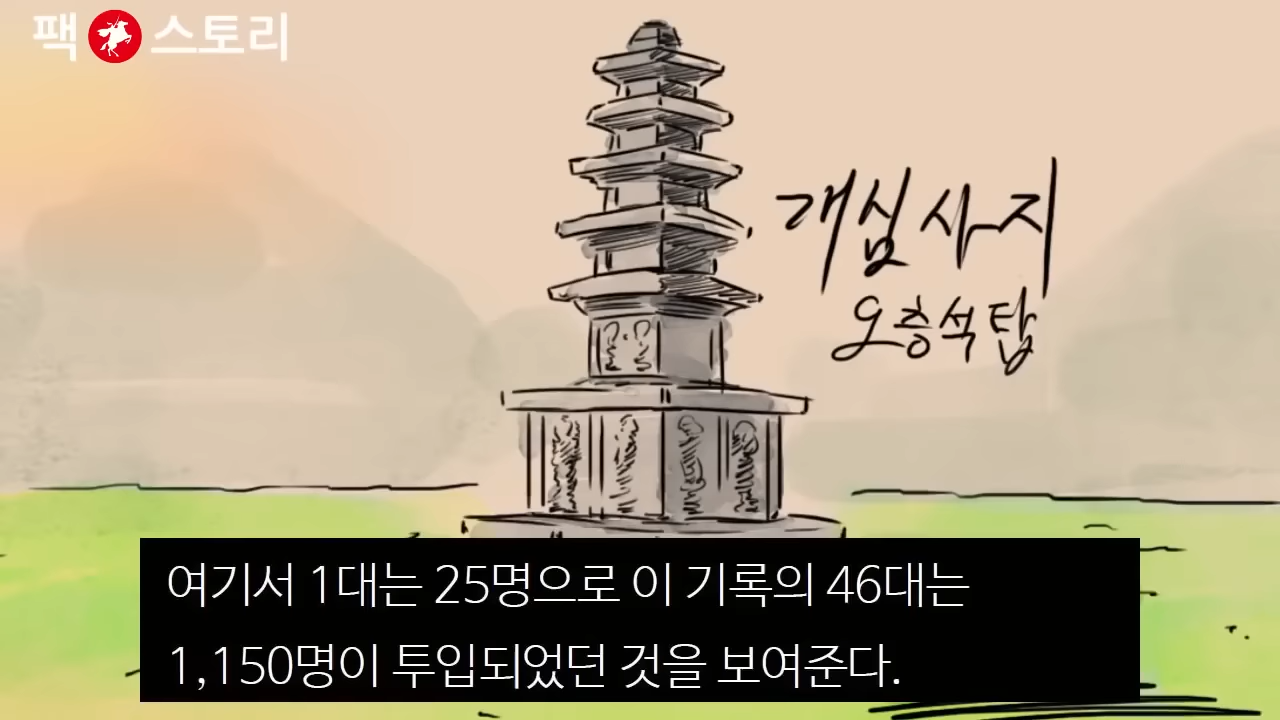 팩 스토리
개심사지
오층석탑
여기서 1대는 25명으로 이 기록의 46대는
1,150명이 투입되었던 것을 보여준다.